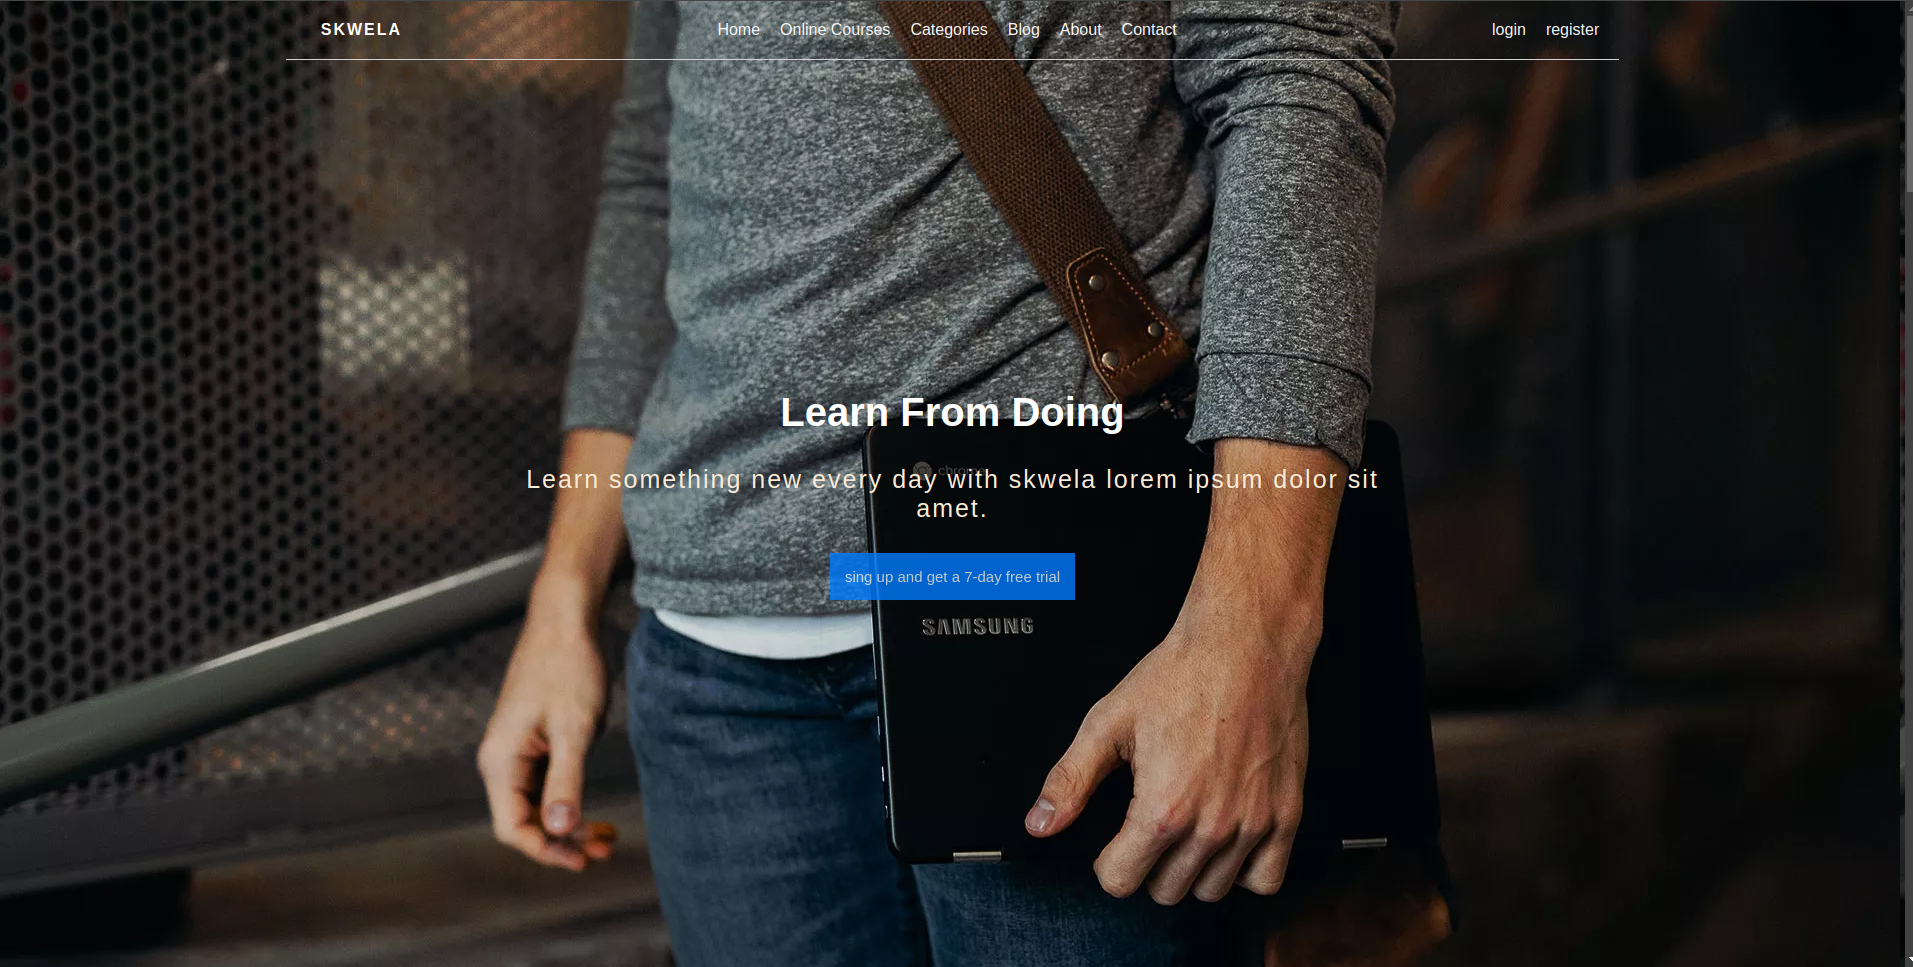 SKWELA
Home Online Courses Categories Blog About Contact
login register
Learn From Doing
chrome
Learn something new every day with skwela lorem ipsum dolor sit
amet.
sing up and get a 7-day free trial
SAMSUNG